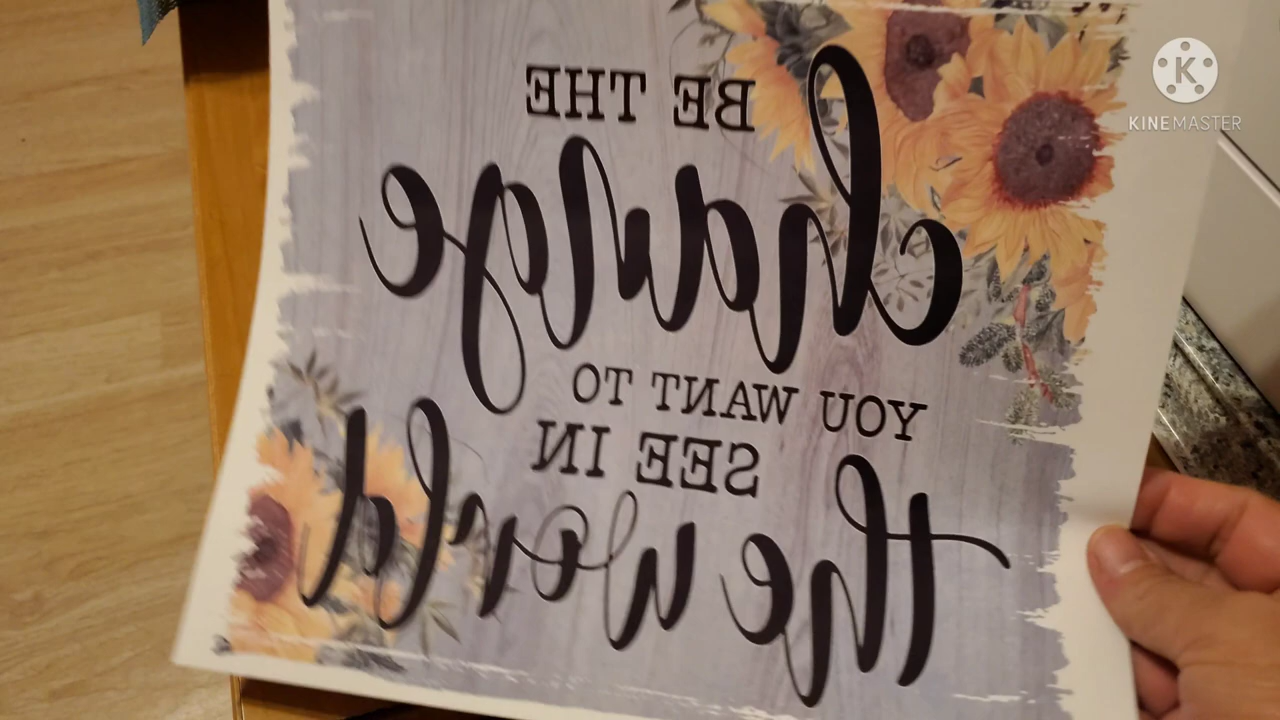 BE THE
change
YOU WANT TO
SEE IN
the world
K
KINEMASTER